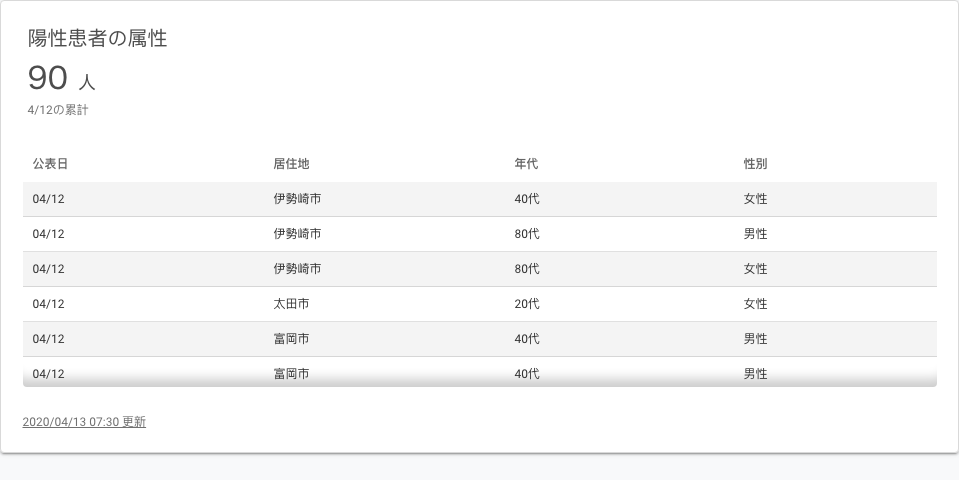 陽性患者の属性
90 人
4/12の累計
公表日 居住地 年代 性別
04/12 伊勢崎市 40代 女性
04/12 伊勢崎市 80代 男性
04/12 伊勢崎市 80代 女性
04/12 太田市 20代 女性
04/12 富岡市 40代 男性
04/12 富岡市 40代 男性
2020/04/13 07:30 更新